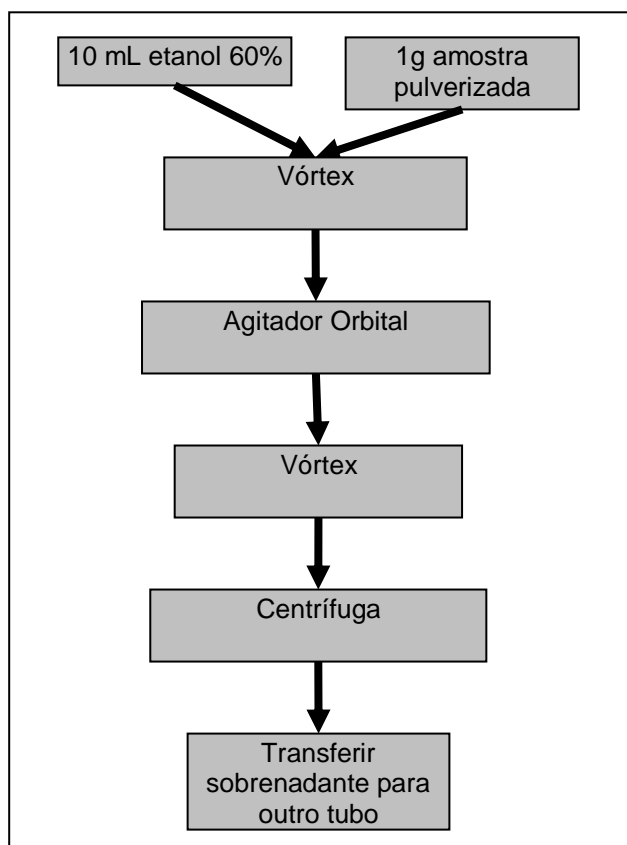 10 mL etanol 60%
1g amostra
pulverizada
Vórtex
Agitador Orbital
Vórtex
Centrífuga
Transferir
sobrenadante para
outro tubo